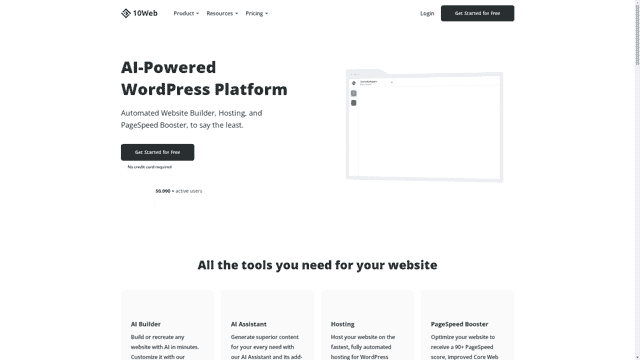 10Web
Product
Resources
Pricing
Login
Get Started for Free
AI-Powered
WordPress Platform
Automated Website Builder, Hosting, and
PageSpeed Booster, to say the least.
Get Started for Free
No credit card required
50,000 + active users
All the tools you need for your website
AI Builder
Build or recreate any
website with AI in minutes.
Customize it with our
AI Assistant
Generate superior content
for your every need with
our AI Assistant and its add-
Hosting
Host your website on the
fastest, fully automated
hosting for WordPress
PageSpeed Booster
Optimize your website to
receive a 90+ PageSpeed
score, improved Core Web